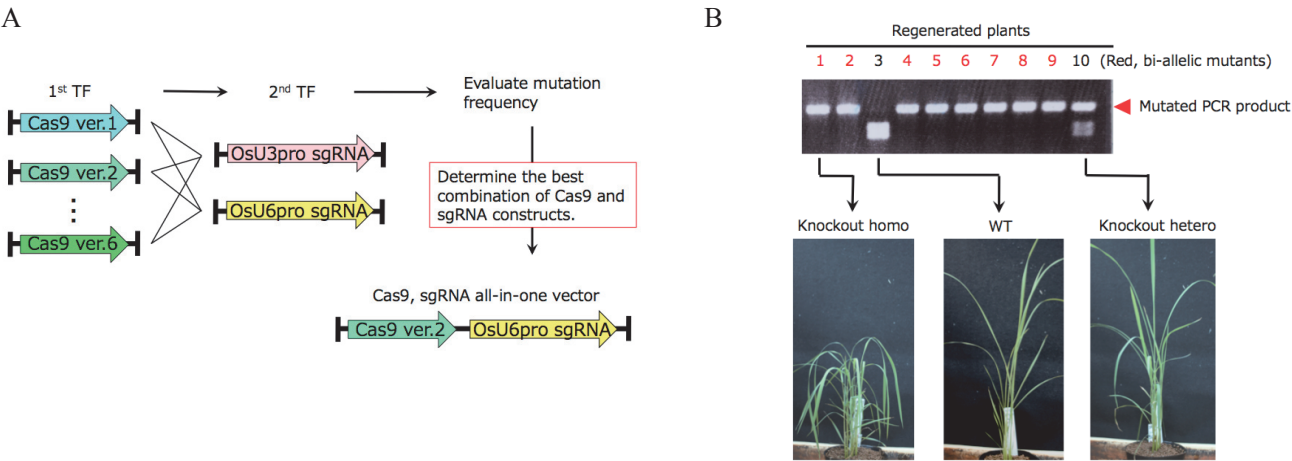 A
1st TF
2nd TF
Evaluate mutation
frequency
Cas9 ver.1
Cas9 ver.2
Cas9 ver.6
OsU3pro sgRNA
OsU6pro sgRNA
Determine the best
combination of Cas9 and
sgRNA constructs.
Cas9, sgRNA all-in-one vector
Cas9 ver.2
OsU6pro sgRNA
B
Regenerated plants
1 2 3 4 5 6 7 8 9 10 (Red, bi-allelic mutants)
Mutated PCR product
Knockout homo
WT
Knockout hetero